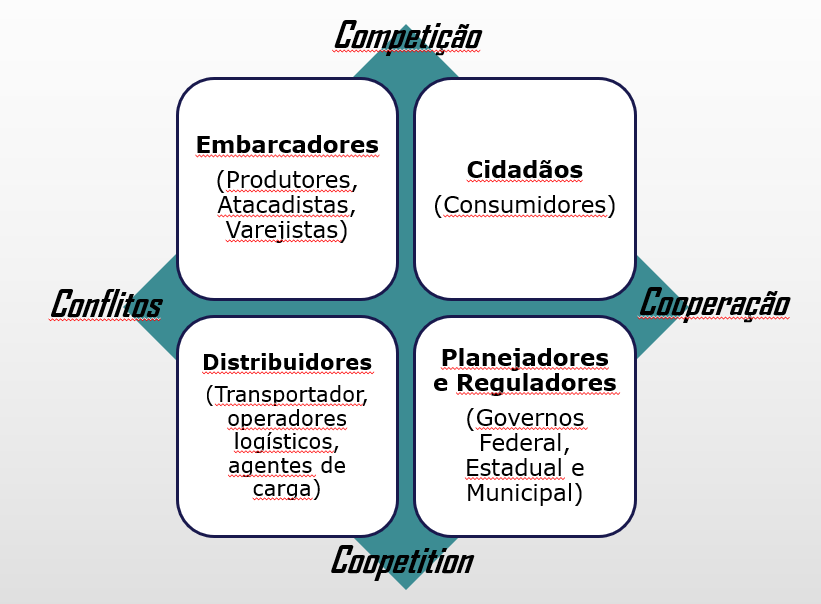 Competição
Embarcadores
(Produtores,
Atacadistas,
Varejistas)
Cidadãos
(Consumidores)
Conflitos
Cooperação
Distribuidores
(Transportador,
operadores
logísticos,
agentes de
carga)
Planejadores
e Reguladores
(Governos
Federal,
Estadual e
Municipal)
Coopetition